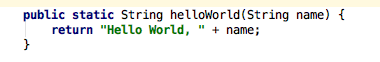 public static String helloWorld(String name) {
    return "Hello World, " + name;
}